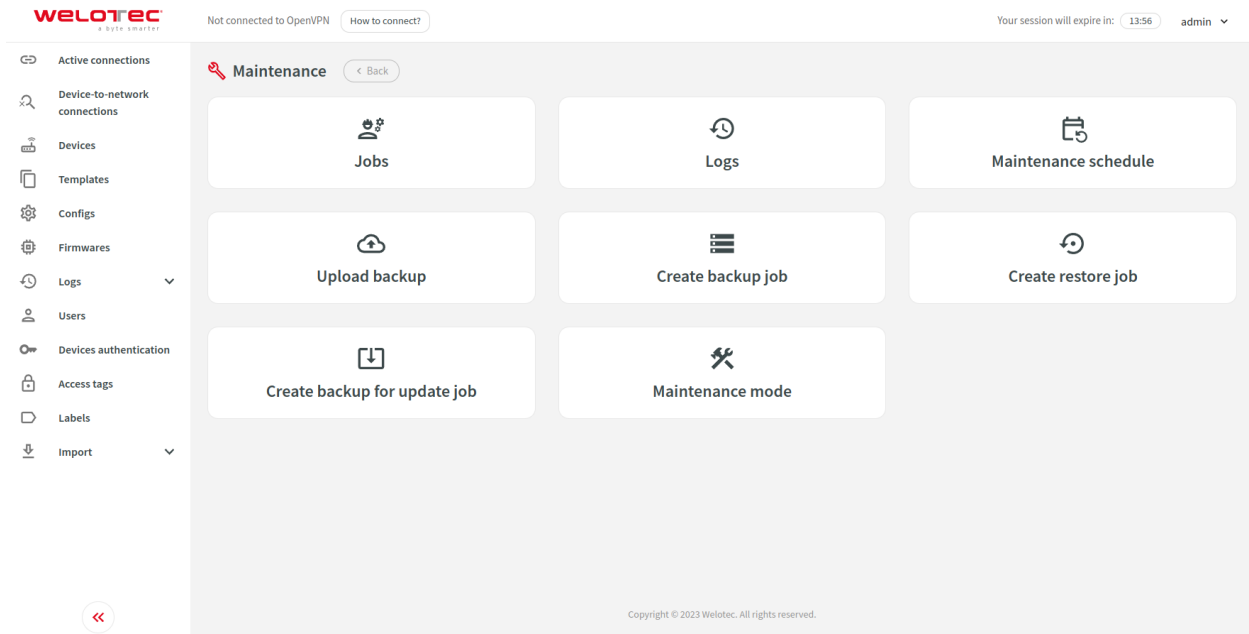 welotec
a byte smarter
Not connected to OpenVPN
How to connect?
Your session will expire in: 13:56
admin
Active connections
Device-to-network
connections
Devices
Templates
Configs
Firmwares
Logs
Users
Devices authentication
Access tags
Labels
Import
Maintenance
Back
Jobs
Logs
Maintenance schedule
Upload backup
Create backup job
Create restore job
Create backup for update job
Maintenance mode
Copyright © 2023 Welotec. All rights reserved.